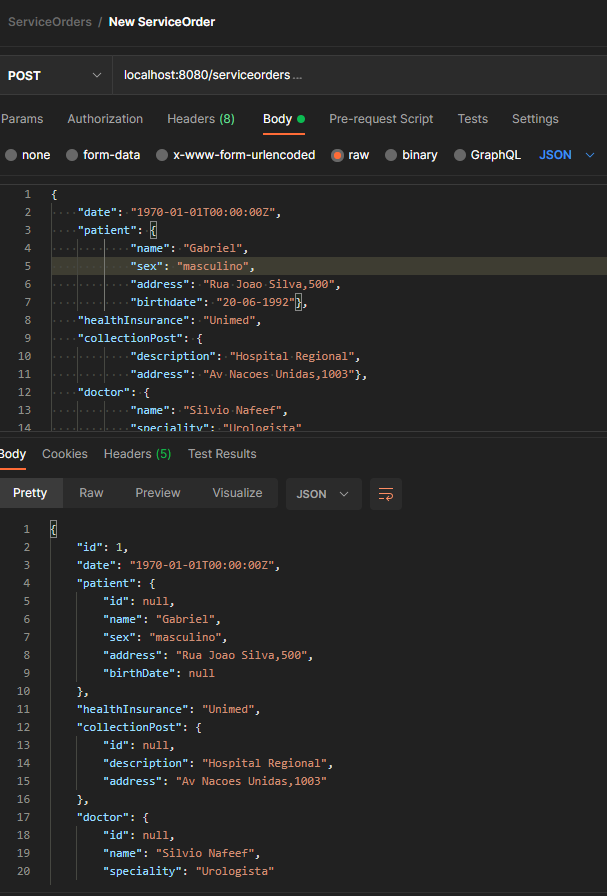 ServiceOrders / New ServiceOrder
POST localhost:8080/serviceorders ...
Params Authorization Headers (8) Body Pre-request Script Tests Settings
none form-data x-www-form-urlencoded raw binary GraphQL JSON
1 {
2 "date": "1970-01-01T00:00:00Z",
3 "patient": {
4 "name": "Gabriel",
5 "sex": "masculino",
6 "address": "Rua Joao Silva,500",
7 "birthdate": "20-06-1992"},
8 "healthInsurance": "Unimed",
9 "collectionPost": {
10 "description": "Hospital Regional",
11 "address": "Av Nacoes Unidas,1003"},
12 "doctor": {
13 "name": "Silvio Nafeef",
14 "speciality": "Urologista"
Body Cookies Headers (5) Test Results
Pretty Raw Preview Visualize JSON
1 {
2 "id": 1,
3 "date": "1970-01-01T00:00:00Z",
4 "patient": {
5 "id": null,
6 "name": "Gabriel",
7 "sex": "masculino",
8 "address": "Rua Joao Silva,500",
9 "birthDate": null
10 },
11 "healthInsurance": "Unimed",
12 "collectionPost": {
13 "id": null,
14 "description": "Hospital Regional",
15 "address": "Av Nacoes Unidas,1003"
16 },
17 "doctor": {
18 "id": null,
19 "name": "Silvio Nafeef",
20 "speciality": "Urologista"